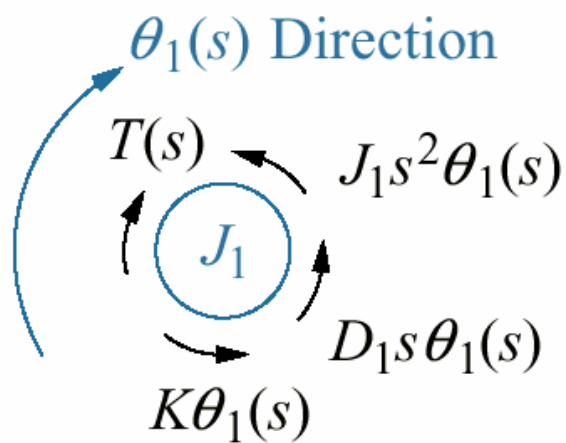 θ₁(s) Direction
T(s)
J₁s²θ₁(s)
J₁
D₁sθ₁(s)
Kθ₁(s)